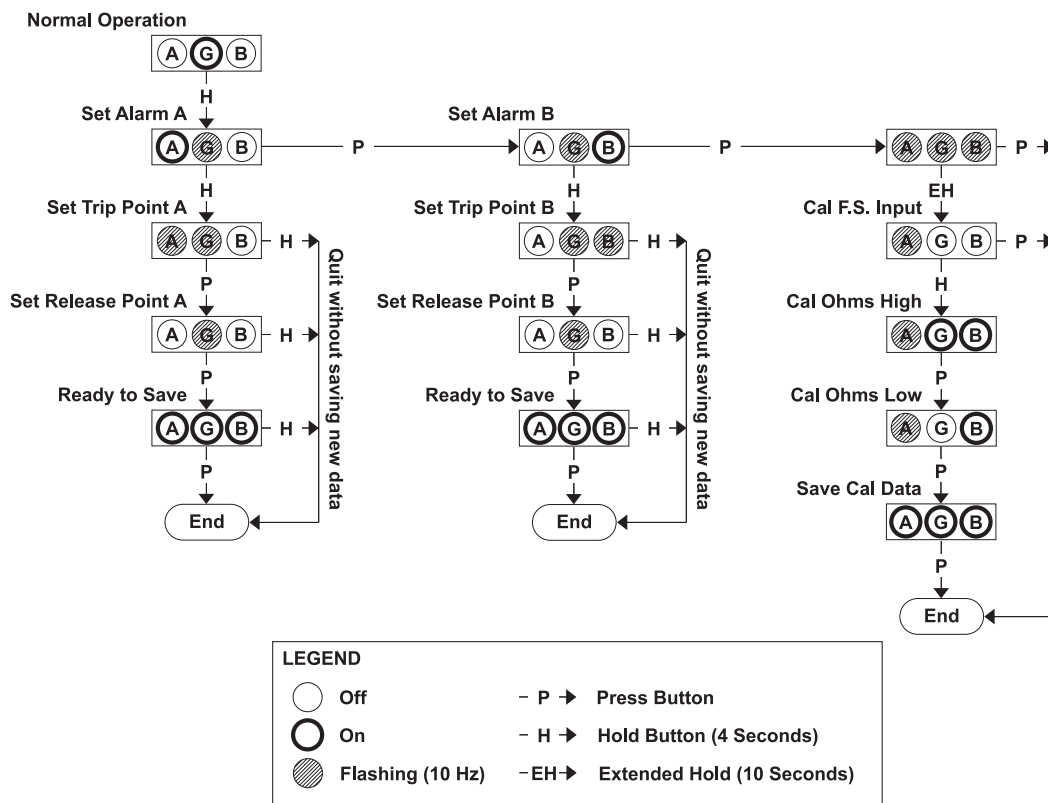 Normal Operation
A G B
H
Set Alarm A
A G B
P
Set Alarm B
A G B
P
A G B
P
H
H
EH
Set Trip Point A
A G B
H
Set Trip Point B
A G B
H
Cal F.S. Input
A G B
P
P
P
H
Set Release Point A
A G B
H
Set Release Point B
A G B
H
Cal Ohms High
A G B
P
P
P
Ready to Save
A G B
H
Ready to Save
A G B
H
Cal Ohms Low
A G B
P
P
P
Quit without saving new data
Quit without saving new data
Save Cal Data
A G B
End
End
P
End
LEGEND
Off
P
Press Button
On
H
Hold Button (4 Seconds)
Flashing (10 Hz)
EH
Extended Hold (10 Seconds)